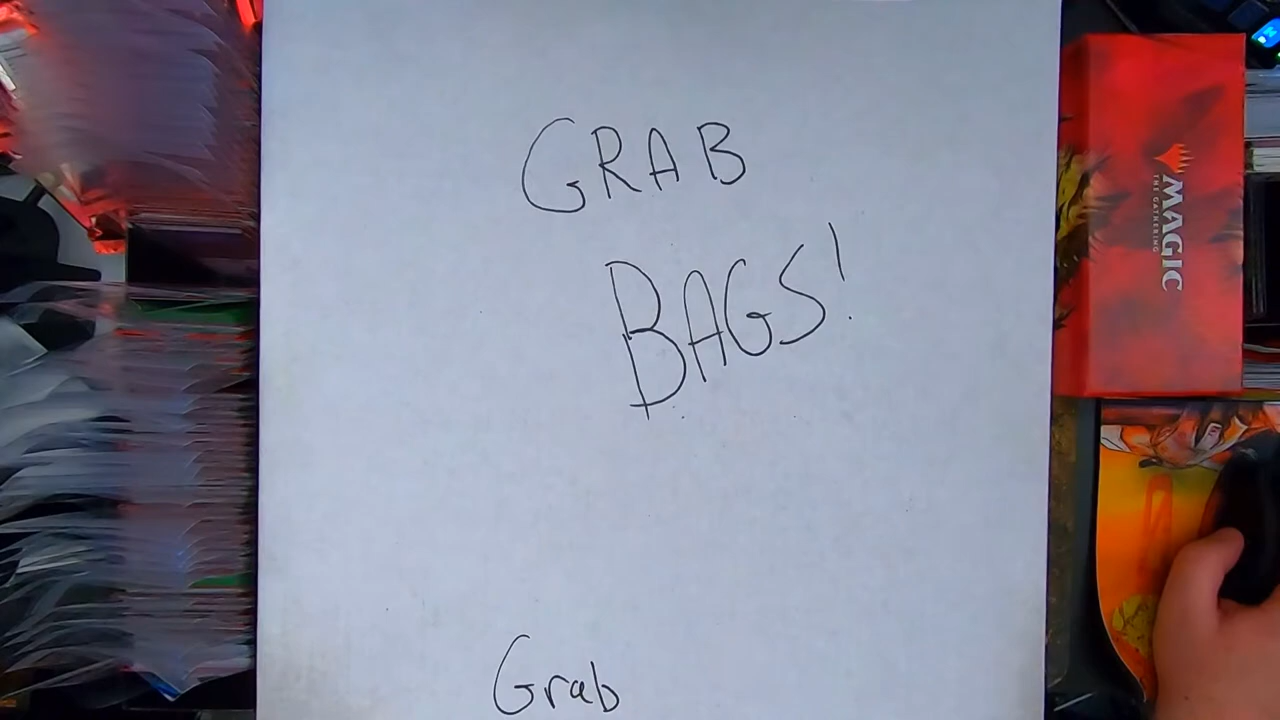 GRAB
BAGS!
Grab
MAGIC
THE GATHERING